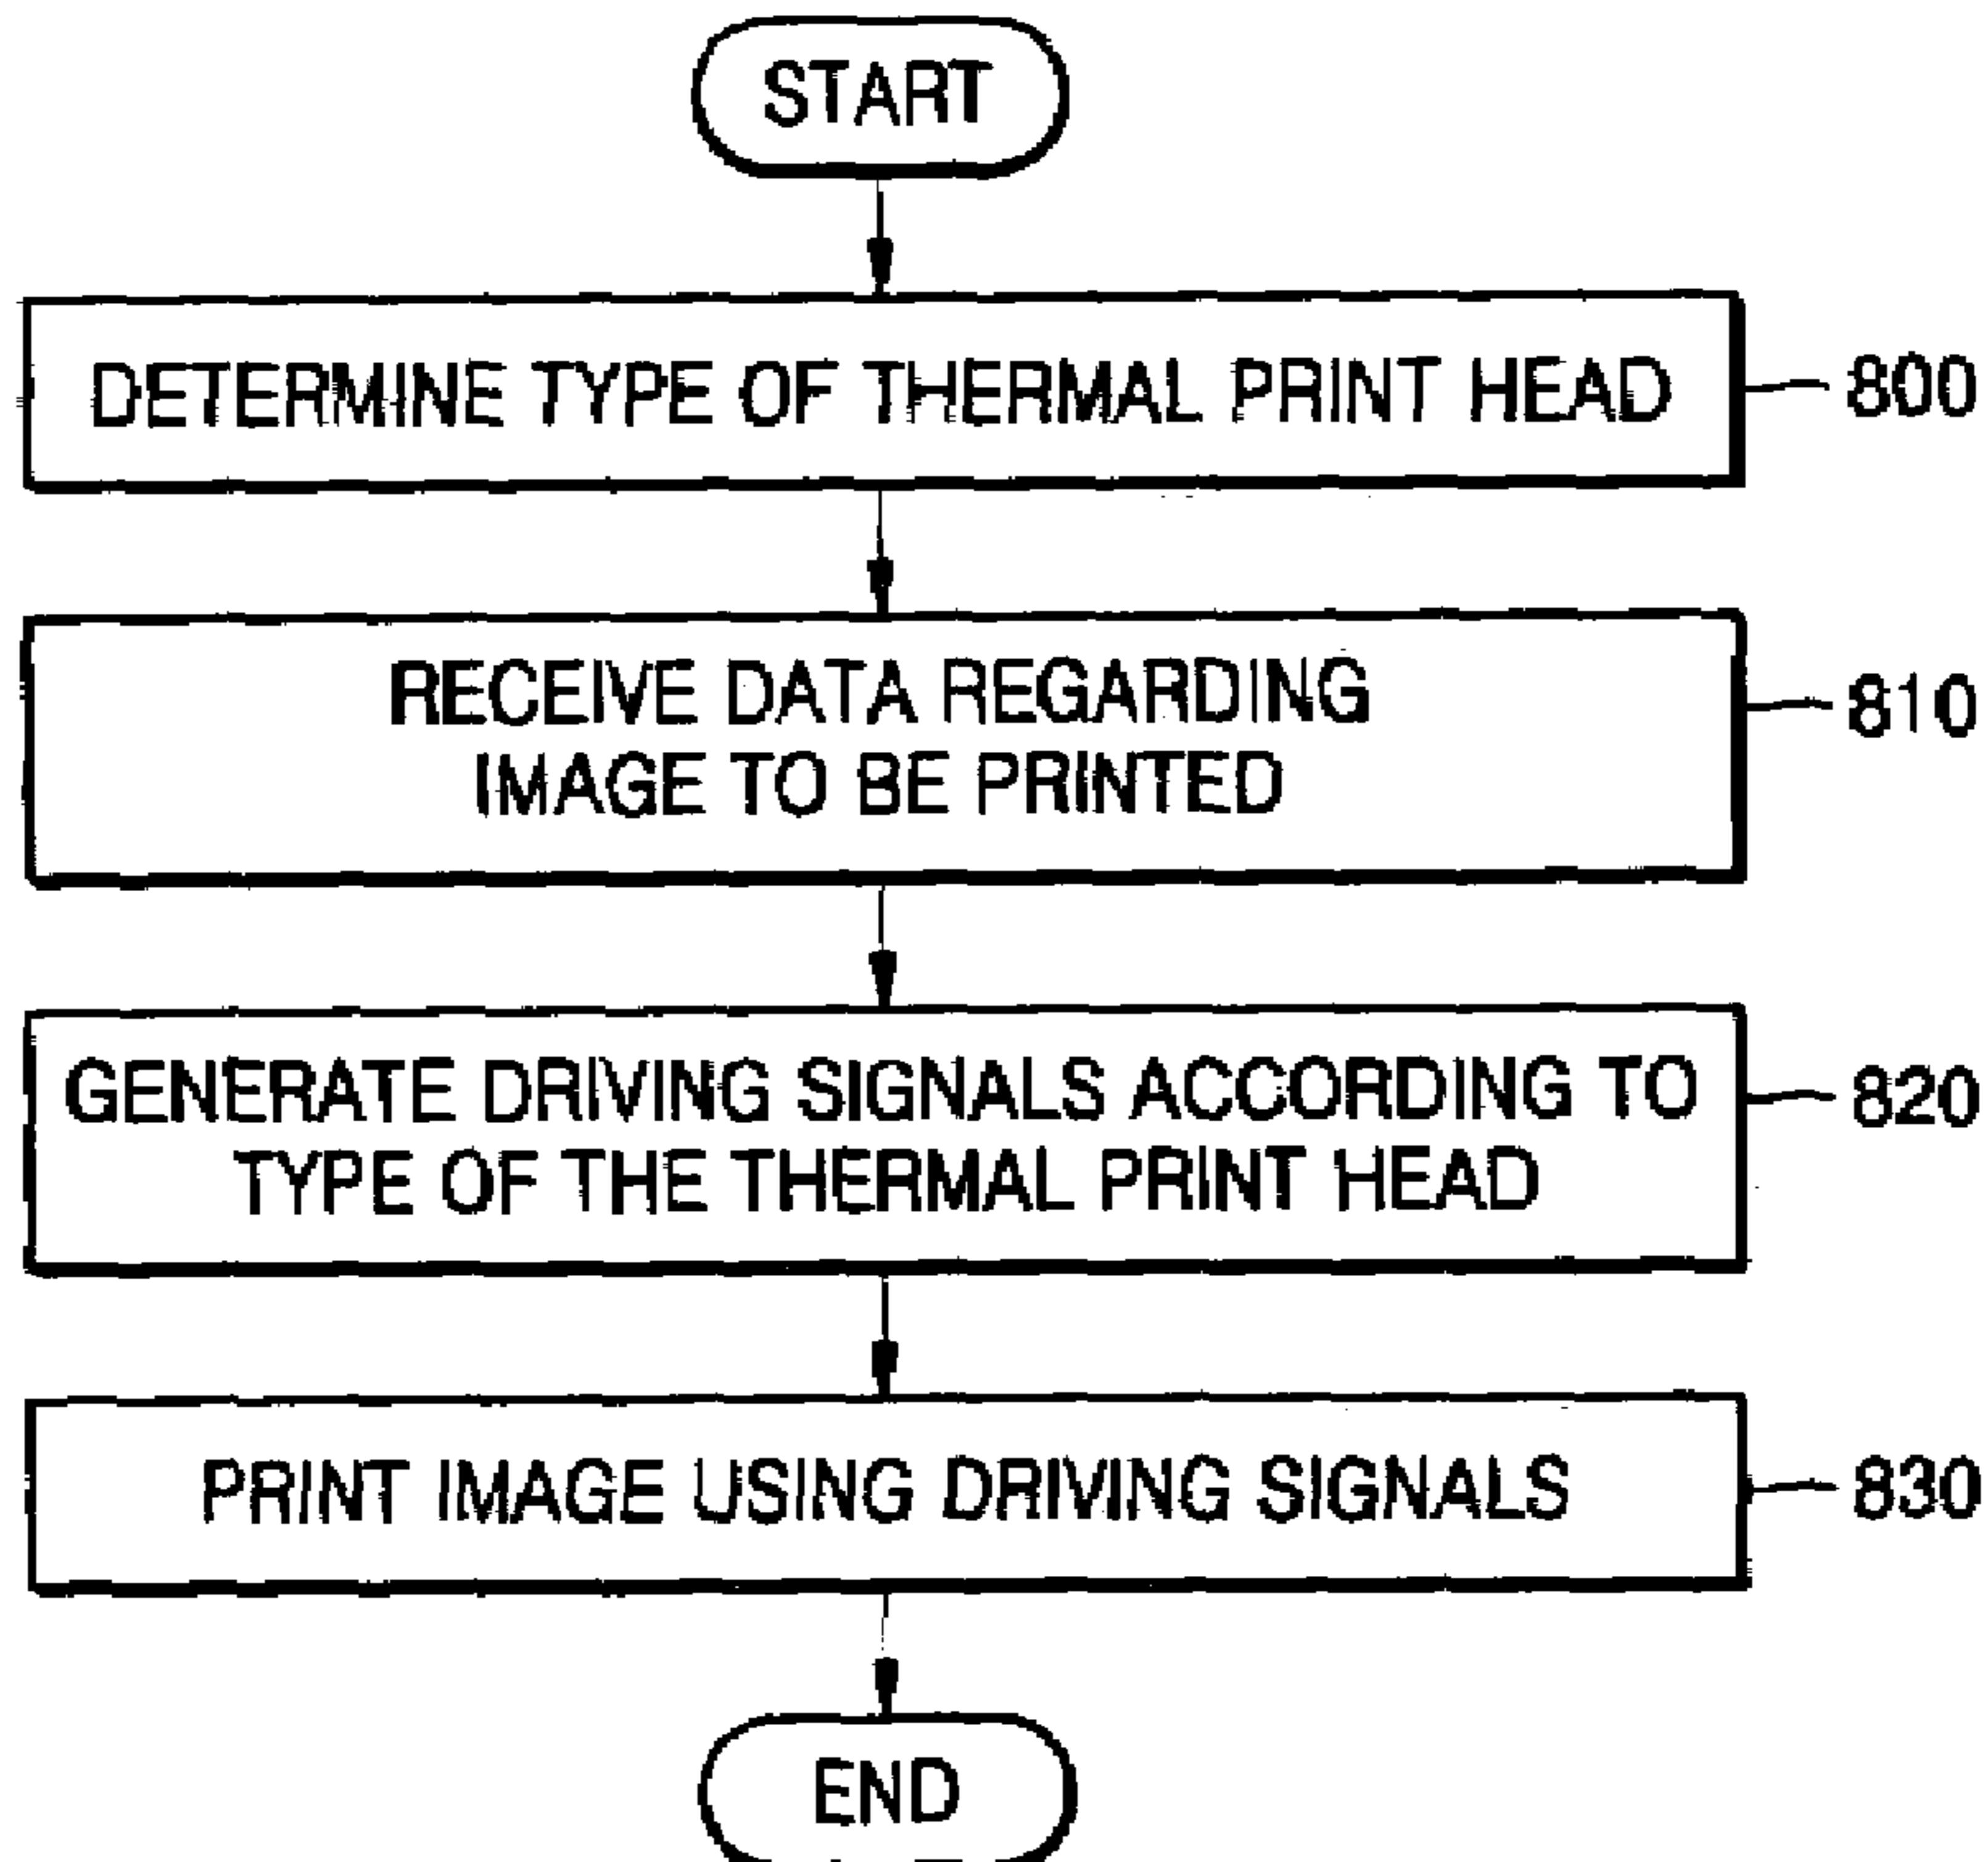 START
DETERMINE TYPE OF THERMAL PRINT HEAD
800
RECEIVE DATA REGARDING
IMAGE TO BE PRINTED
810
GENERATE DRIVING SIGNALS ACCORDING TO
TYPE OF THE THERMAL PRINT HEAD
820
PRINT IMAGE USING DRIVING SIGNALS
830
END